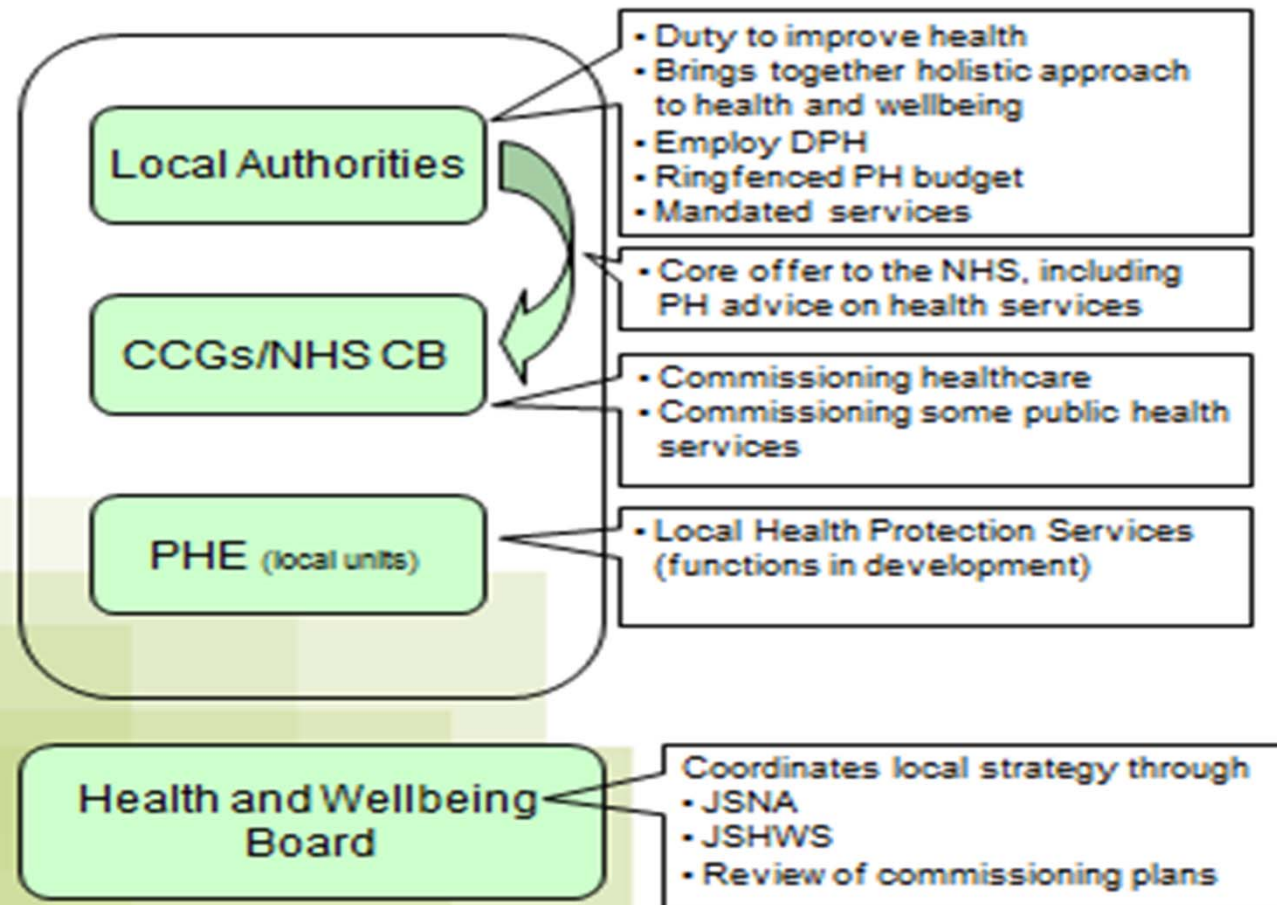 Local Authorities
• Duty to improve health
• Brings together holistic approach
to health and wellbeing
• Employ DPH
• Ringfenced PH budget
• Mandated services
• Core offer to the NHS, including
PH advice on health services
CCGs/NHS CB
• Commissioning healthcare
• Commissioning some public health
services
PHE (local units)
• Local Health Protection Services
(functions in development)
Health and Wellbeing
Board
Coordinates local strategy through
• JSNA
• JSHWS
• Review of commissioning plans